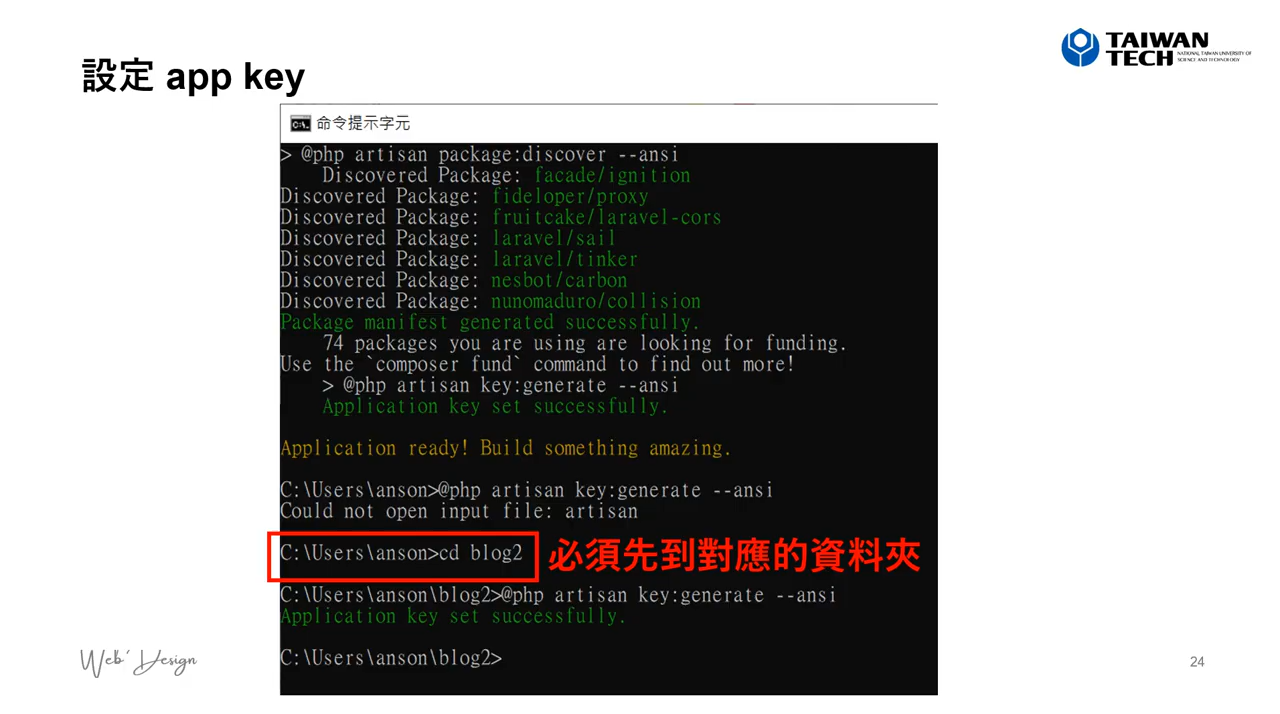 設定 app key
TAIWAN
TECH
NATIONAL TAIWAN UNIVERSITY OF
SCIENCE AND TECHNOLOGY
命令提示字元
> @php artisan package:discover --ansi
Discovered Package: facade/ignition
Discovered Package: fideloper/proxy
Discovered Package: fruitcake/laravel-cors
Discovered Package: laravel/sail
Discovered Package: laravel/tinker
Discovered Package: nesbot/carbon
Discovered Package: nunomaduro/collision
Package manifest generated successfully.
74 packages you are using are looking for funding.
Use the `composer fund` command to find out more!
> @php artisan key:generate --ansi
Application key set successfully.
Application ready! Build something amazing.
C:\Users\anson>@php artisan key:generate --ansi
Could not open input file: artisan
C:\Users\anson>cd blog2
必須先到對應的資料夾
C:\Users\anson\blog2>@php artisan key:generate --ansi
Application key set successfully.
C:\Users\anson\blog2>
Web' Design
24